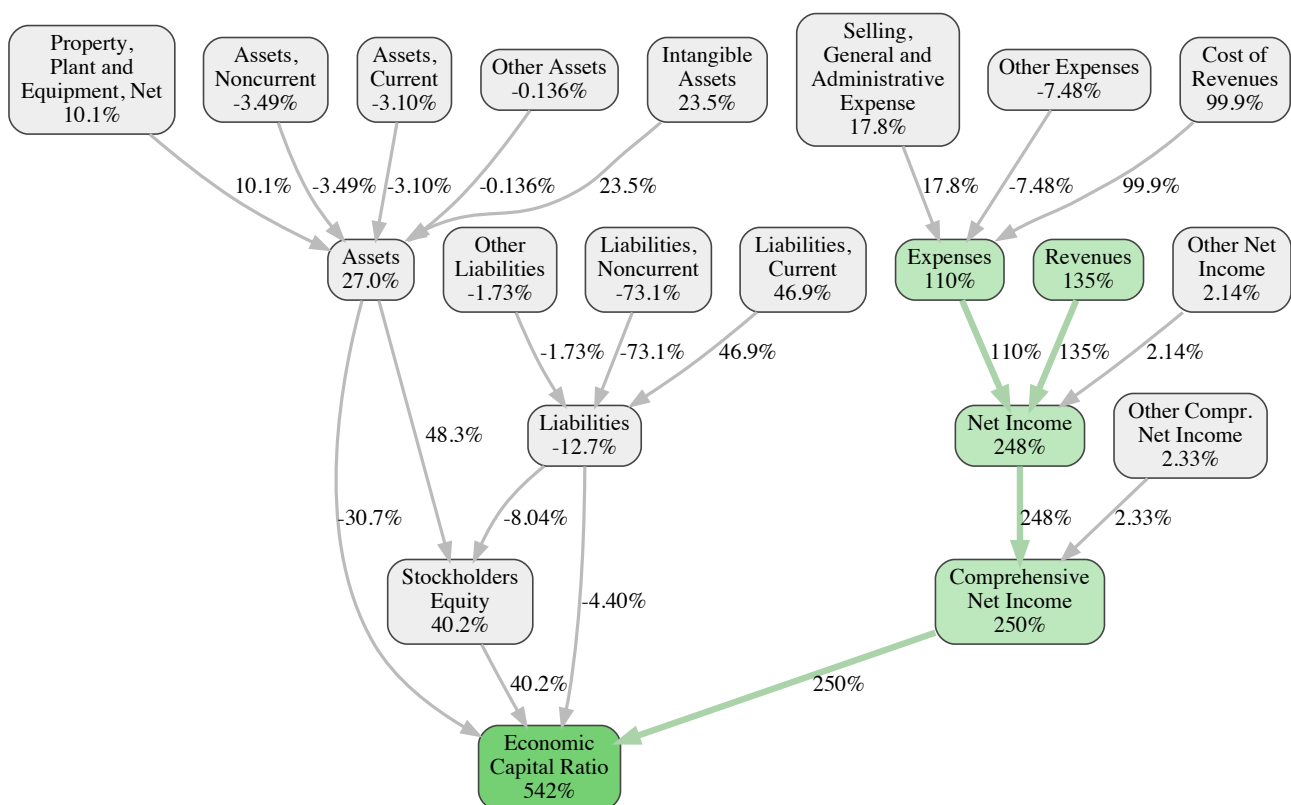 Property,
Plant and
Equipment, Net
10.1%
Assets,
Noncurrent
-3.49%
Assets,
Current
-3.10%
Other Assets
-0.136%
Intangible
Assets
23.5%
Selling,
General and
Administrative
Expense
17.8%
Other Expenses
-7.48%
Cost of
Revenues
99.9%
10.1%
-3.49%
-3.10%
-0.136%
23.5%
17.8%
-7.48%
99.9%
Assets
27.0%
Other
Liabilities
-1.73%
Liabilities,
Noncurrent
-73.1%
Liabilities,
Current
46.9%
Expenses
110%
Revenues
135%
Other Net
Income
2.14%
-1.73%
-73.1%
46.9%
110%
135%
2.14%
48.3%
Liabilities
-12.7%
Net Income
248%
Other Compr.
Net Income
2.33%
-30.7%
-8.04%
248%
2.33%
Stockholders
Equity
40.2%
-4.40%
Comprehensive
Net Income
250%
40.2%
250%
Economic
Capital Ratio
542%